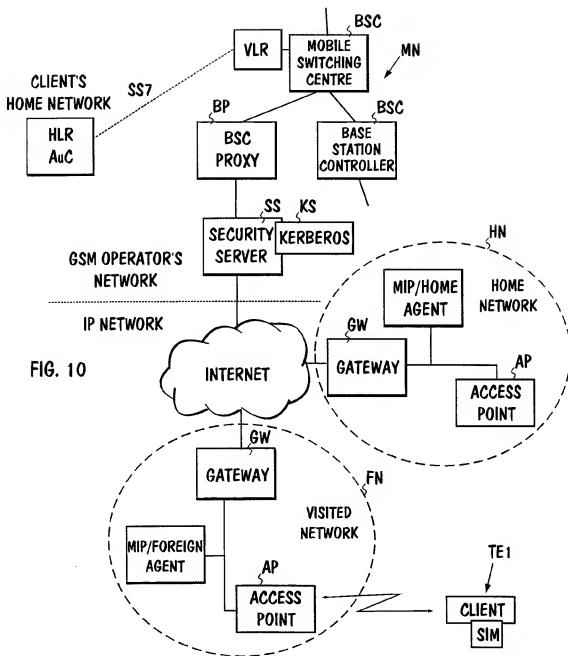 BSC
VLR
MOBILE
SWITCHING
CENTRE
MN
CLIENT'S
HOME NETWORK
SS7
HLR
AuC
BP
BSC
PROXY
BSC
BASE
STATION
CONTROLLER
SS
KS
SECURITY
SERVER
KERBEROS
GSM OPERATOR'S
NETWORK
HN
MIP/HOME
AGENT
HOME
NETWORK
IP NETWORK
GW
GATEWAY
AP
ACCESS
POINT
FIG. 10
INTERNET
GW
GATEWAY
FN
VISITED
NETWORK
MIP/FOREIGN
AGENT
AP
ACCESS
POINT
TE1
CLIENT
SIM